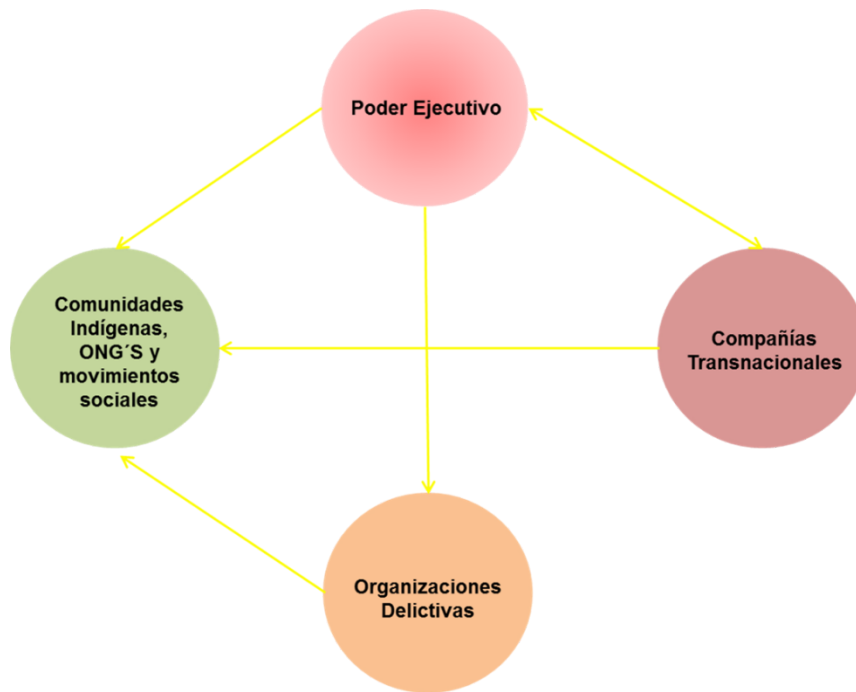 Poder Ejecutivo
Comunidades
Indígenas,
ONG´S y
movimientos
sociales
Compañías
Transnacionales
Organizaciones
Delictivas